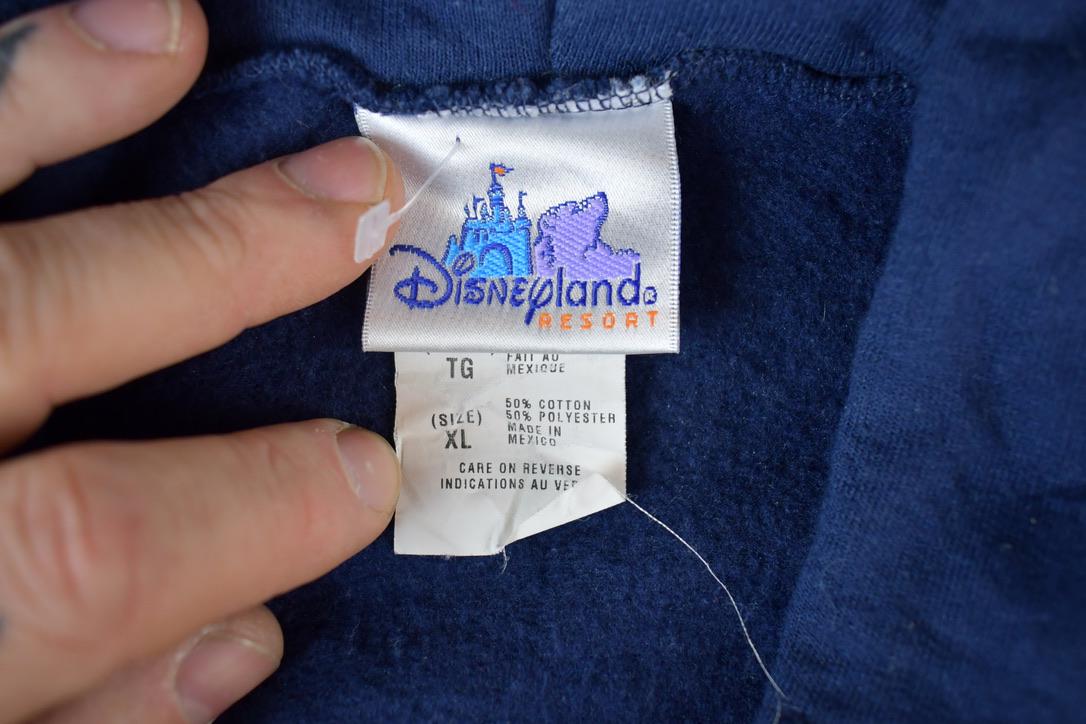 Disneyland®
RESORT
TG
FAIT AU
MEXIQUE
(SIZE)
XL
50% COTTON
50% POLYESTER
MADE IN
MEXICO
CARE ON REVERSE
INDICATIONS AU